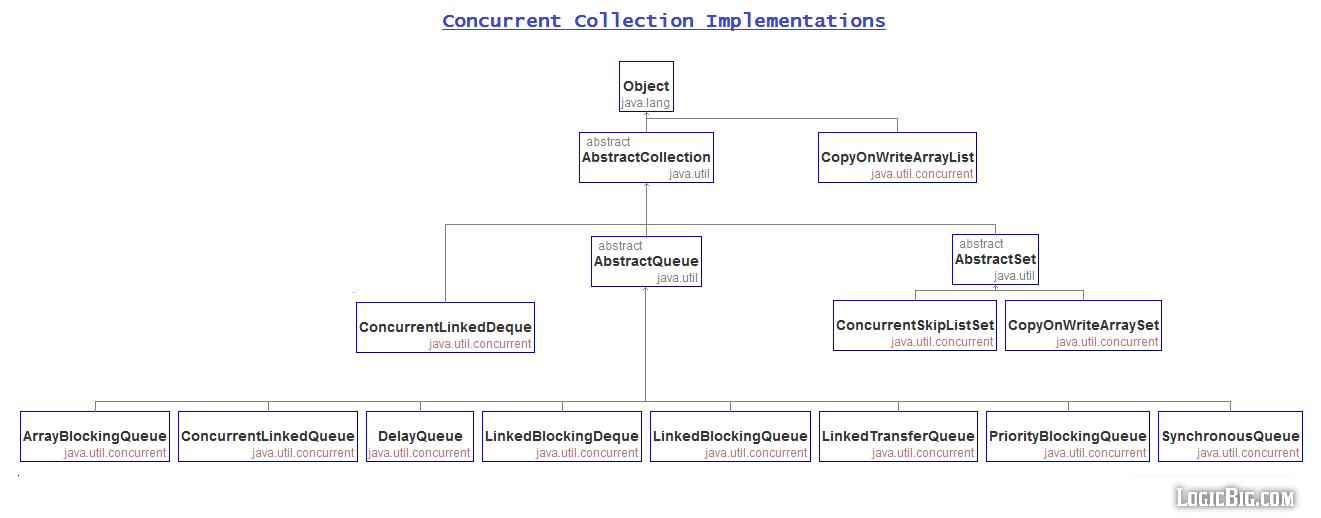 Concurrent Collection Implementations
Object
java.lang
abstract
AbstractCollection
java.util
CopyOnWriteArrayList
java.util.concurrent
abstract
AbstractQueue
java.util
abstract
AbstractSet
java.util
ConcurrentLinkedDeque
java.util.concurrent
ConcurrentSkipListSet
java.util.concurrent
CopyOnWriteArraySet
java.util.concurrent
ArrayBlockingQueue
java.util.concurrent
ConcurrentLinkedQueue
java.util.concurrent
DelayQueue
java.util.concurrent
LinkedBlockingDeque
java.util.concurrent
LinkedBlockingQueue
java.util.concurrent
LinkedTransferQueue
java.util.concurrent
PriorityBlockingQueue
java.util.concurrent
SynchronousQueue
java.util.concurrent
LogicBig.com